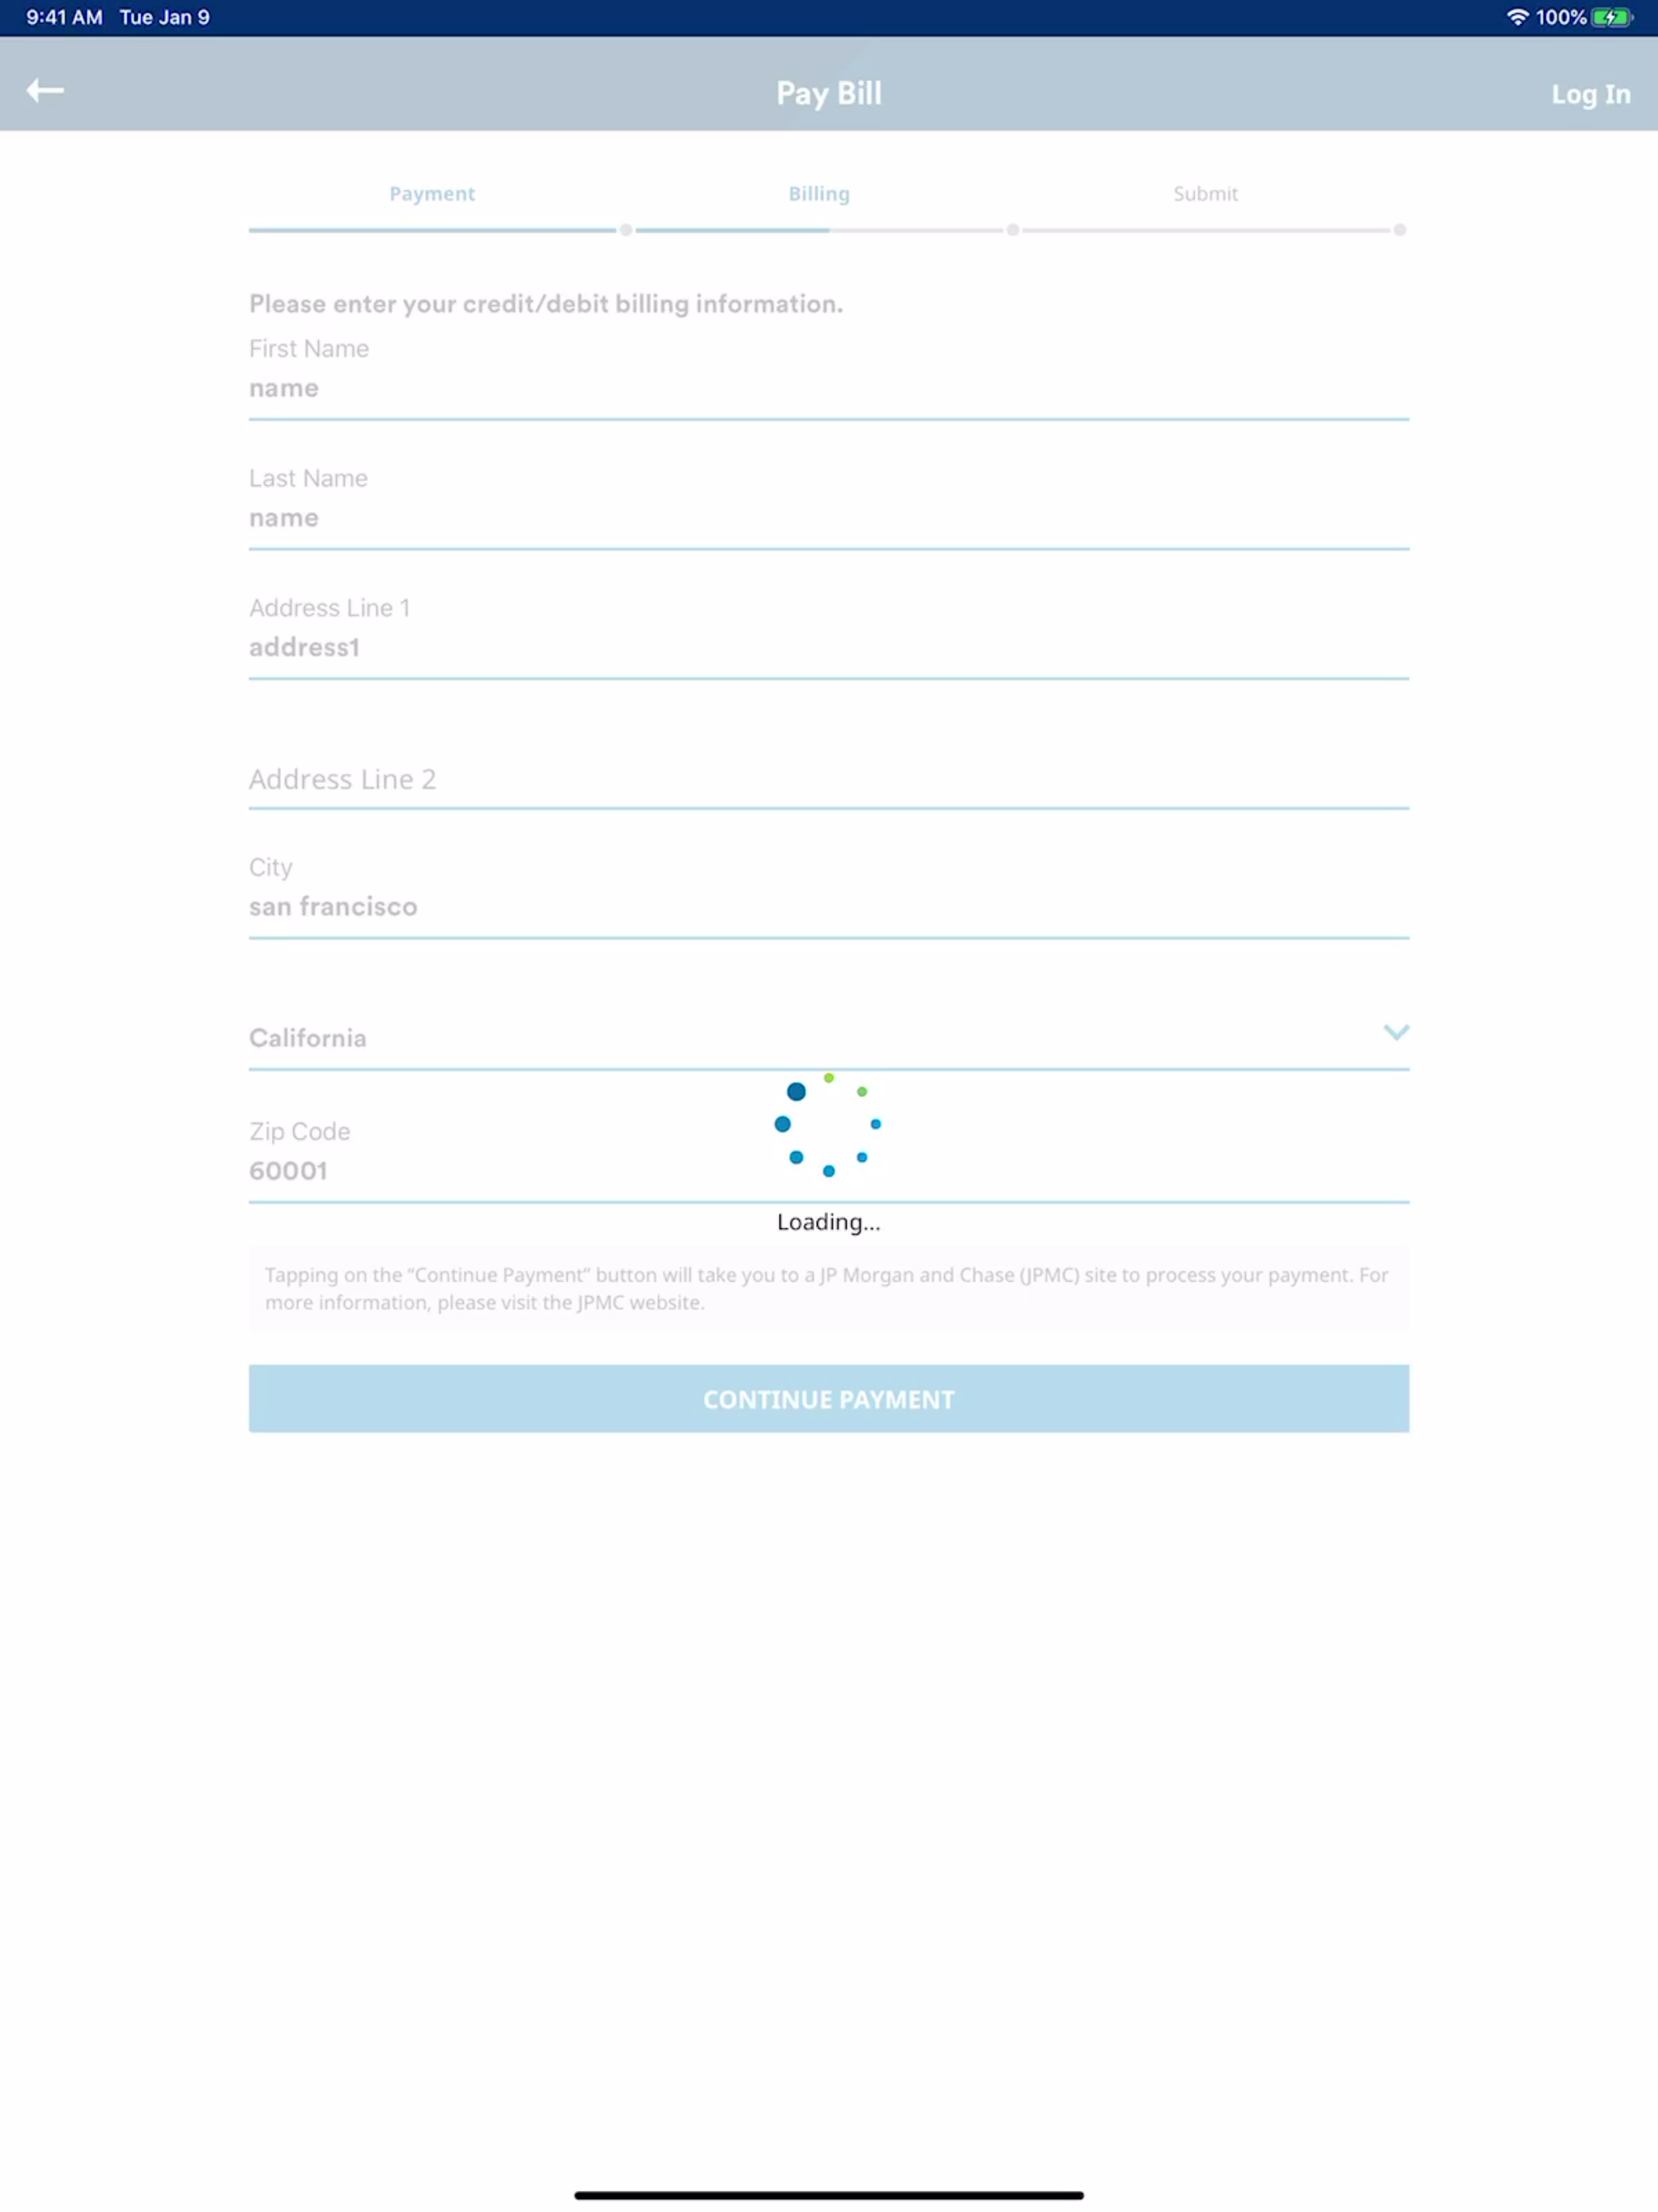 9:41 AM Tue Jan 9 100%
Pay Bill Log In
Payment Billing Submit
Please enter your credit/debit billing information.
First Name
name
Last Name
name
Address Line 1
address1
Address Line 2
City
san francisco
California
Zip Code
60001
Loading...
Tapping on the “Continue Payment” button will take you to a JP Morgan and Chase (JPMC) site to process your payment. For
more information, please visit the JPMC website.
CONTINUE PAYMENT